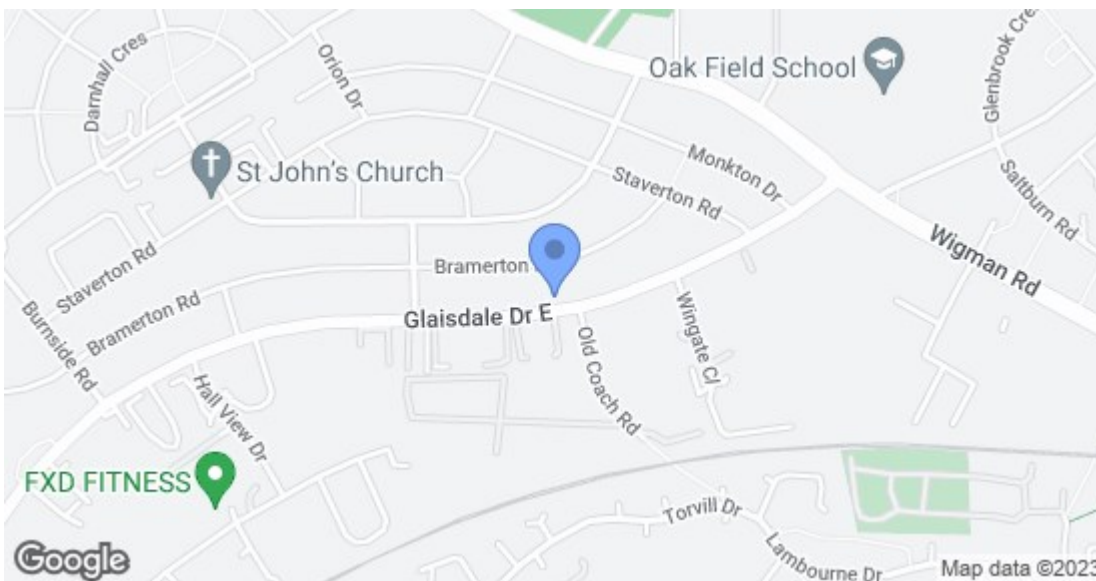 Darnhall Cres
Orion Dr
Oak Field School
Glenbrook Cres
St John's Church
Monkton Dr
Staverton Rd
Saltburn Rd
Wigman Rd
Staverton Rd
Bramerton
Bramerton Rd
Glaisdale Dr E
Burnside Rd
Wingate Cl
Old Coach Rd
Hall View Dr
FXD FITNESS
Torvill Dr
Lambourne Dr
Google
Map data ©2023